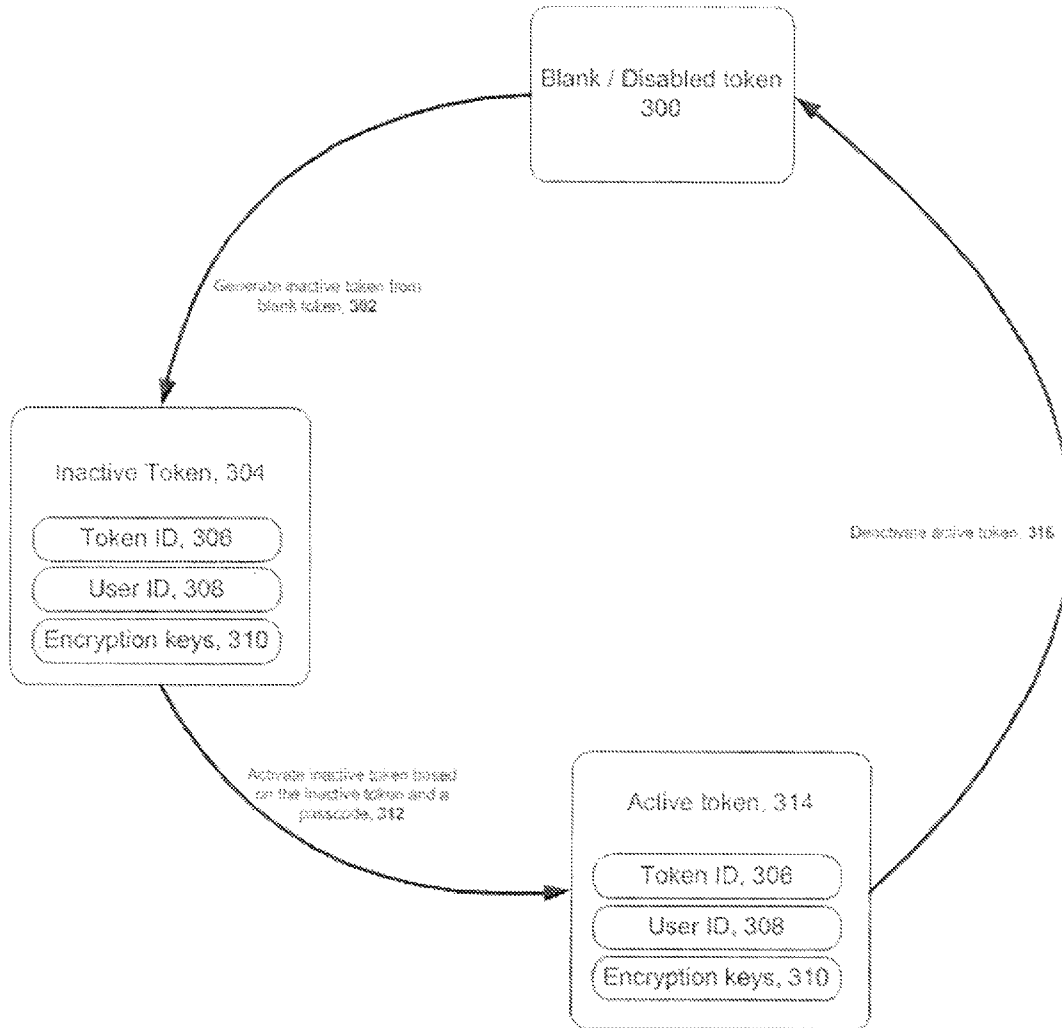 Blank / Disabled token
300
Generate inactive token from
blank token, 302
Inactive Token, 304
Token ID, 306
User ID, 308
Encryption keys, 310
Deactivate active token, 316
Activate inactive token based
on the inactive token and a
passcode, 312
Active token, 314
Token ID, 306
User ID, 308
Encryption keys, 310